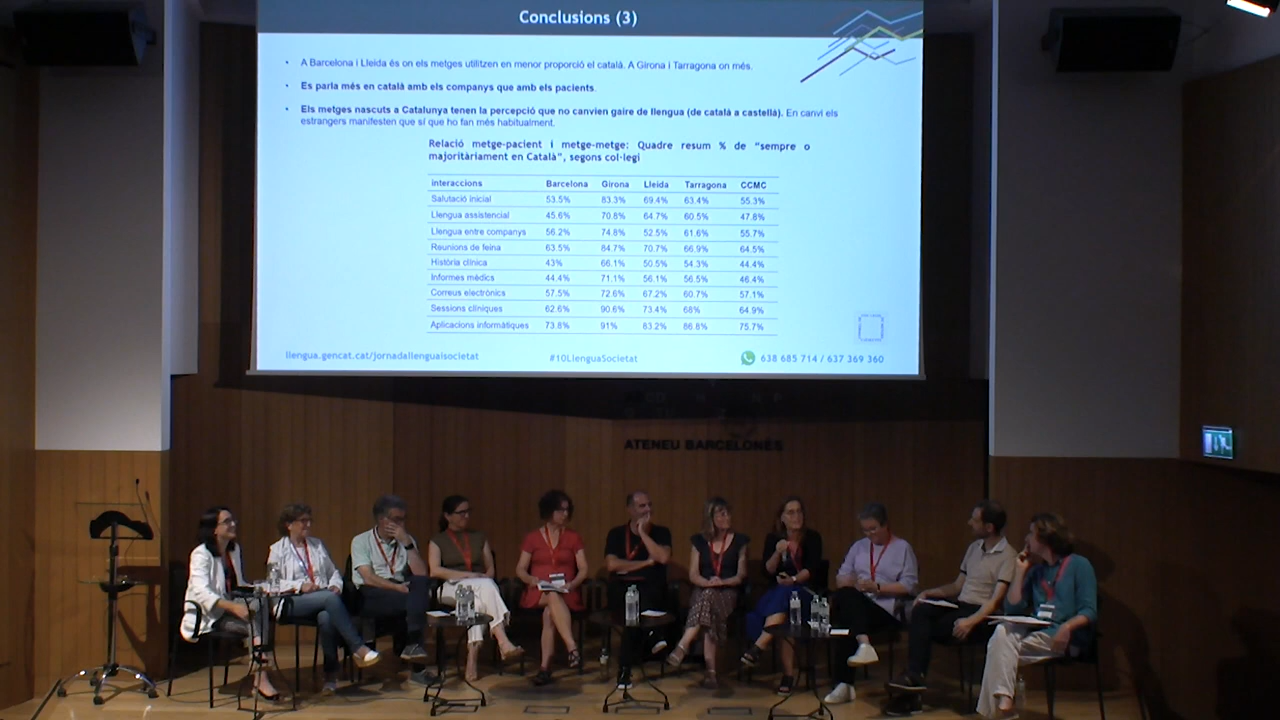 Conclusions (3)
• A Barcelona i Lleida és on els metges utilitzen en menor proporció el català. A Girona i Tarragona on més.
• Es parla més en català amb els companys que amb els pacients.
• Els metges nascuts a Catalunya tenen la percepció que no canvien gaire de llengua (de català a castellà). En canvi els
estrangers manifesten que sí que ho fan més habitualment.
Relació metge-pacient i metge-metge: Quadre resum % de "sempre o
majoritàriament en Català", segons col·legi
interaccions Barcelona Girona Lleida Tarragona CCMC
Salutació inicial 53.5% 83.3% 69.4% 63.4% 55.3%
Llengua assistencial 45.6% 70.8% 64.7% 60.5% 47.8%
Llengua entre companys 56.2% 74.8% 52.5% 61.6% 55.7%
Reunions de feina 63.5% 84.7% 70.7% 66.9% 64.5%
Història clínica 43% 66.1% 50.5% 54.3% 44.4%
Informes mèdics 44.4% 71.1% 56.1% 56.5% 46.4%
Correus electrònics 57.5% 72.6% 67.2% 60.7% 57.1%
Sessions clíniques 62.6% 90.6% 73.4% 68% 64.9%
Aplicacions informàtiques 73.8% 91% 83.2% 86.8% 75.7%
llengua.gencat.cat/jornadallenguaisocietat #10LlenguaSocietat 638 685 714 / 637 369 360
ATENEU BARCELONÈS